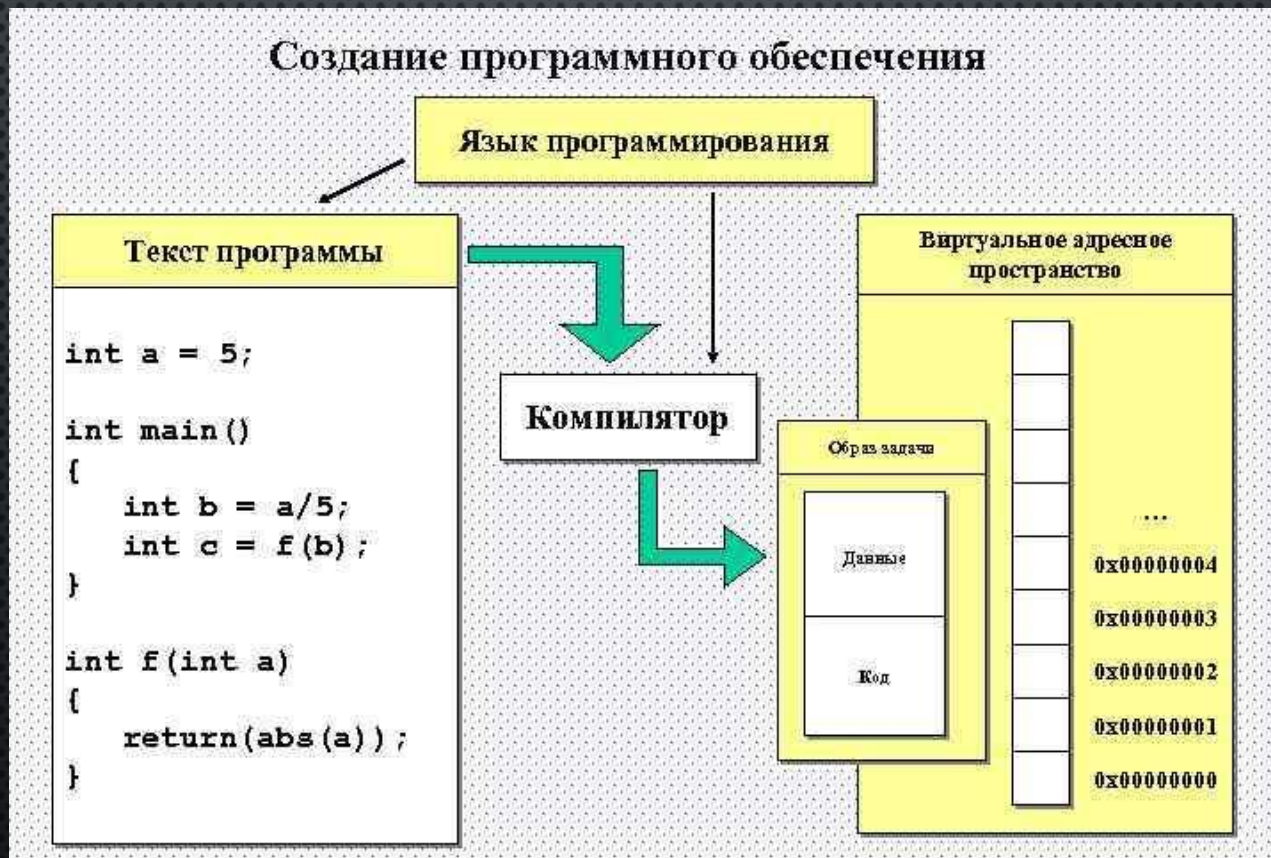 Создание программного обеспечения
Язык программирования
Текст программы
int a = 5;
int main()
{
int b = a/5;
int c = f(b);
}
int f(int a)
{
return(abs(a));
}
Компилятор
Образ задачи
Данные
Код
Виртуальное адресное
пространство
...
0x00000004
0x00000003
0x00000002
0x00000001
0x00000000